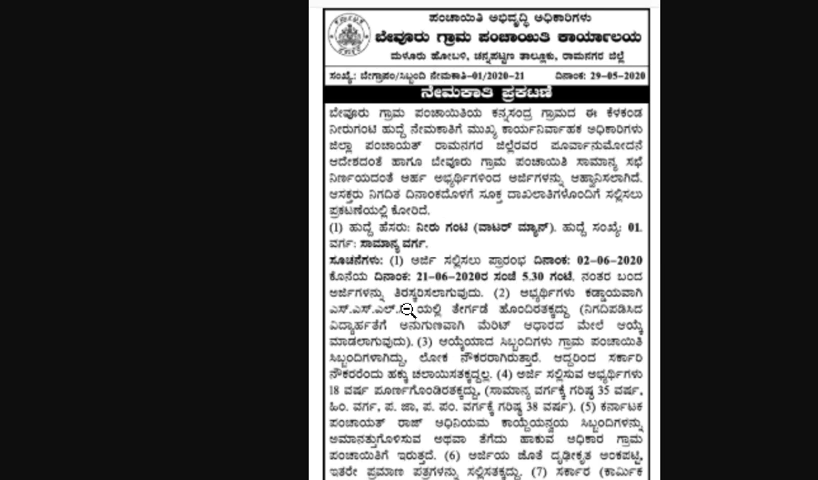 ಪಂಚಾಯಿತಿ ಅಭಿವೃದ್ಧಿ ಅಧಿಕಾರಿಗಳು
ಬೇವೂರು ಗ್ರಾಮ ಪಂಚಾಯಿತಿ ಕಾರ್ಯಾಲಯ
ಮಳೂರು ಹೋಬಳಿ, ಚನ್ನಪಟ್ಟಣ ತಾಲ್ಲೂಕು, ರಾಮನಗರ ಜಿಲ್ಲೆ
ಸಂಖ್ಯೆ: ಬೇಗ್ರಾಪಂ/ಸಿಬ್ಬಂದಿ ನೇಮಕಾತಿ-01/2020-21 ದಿನಾಂಕ: 29-05-2020
ನೇಮಕಾತಿ ಪ್ರಕಟಣೆ
ಬೇವೂರು ಗ್ರಾಮ ಪಂಚಾಯಿತಿಯ ಕನ್ನಸಂದ್ರ ಗ್ರಾಮದ ಈ ಕೆಳಕಂಡ
ನೀರುಗಂಟಿ ಹುದ್ದೆ ನೇಮಕಾತಿಗೆ ಮುಖ್ಯ ಕಾರ್ಯನಿರ್ವಾಹಕ ಅಧಿಕಾರಿಗಳು
ಜಿಲ್ಲಾ ಪಂಚಾಯತ್ ರಾಮನಗರ ಜಿಲ್ಲೆರವರ ಪೂರ್ವಾನುಮೋದನೆ
ಆದೇಶದಂತೆ ಹಾಗೂ ಬೇವೂರು ಗ್ರಾಮ ಪಂಚಾಯಿತಿ ಸಾಮಾನ್ಯ ಸಭೆ
ನಿರ್ಣಯದಂತೆ ಅರ್ಹ ಅಭ್ಯರ್ಥಿಗಳಿಂದ ಅರ್ಜಿಗಳನ್ನು ಆಹ್ವಾನಿಸಲಾಗಿದೆ.
ಆಸಕ್ತರು ನಿಗದಿತ ದಿನಾಂಕದೊಳಗೆ ಸೂಕ್ತ ದಾಖಲಾತಿಗಳೊಂದಿಗೆ ಸಲ್ಲಿಸಲು
ಪ್ರಕಟಣೆಯಲ್ಲಿ ಕೋರಿದೆ.
(1) ಹುದ್ದೆ ಹೆಸರು: ನೀರು ಗಂಟಿ (ವಾಟರ್ ಮ್ಯಾನ್). ಹುದ್ದೆ ಸಂಖ್ಯೆ: 01.
ವರ್ಗ: ಸಾಮಾನ್ಯ ವರ್ಗ.
ಸೂಚನೆಗಳು: (1) ಅರ್ಜಿ ಸಲ್ಲಿಸಲು ಪ್ರಾರಂಭ ದಿನಾಂಕ: 02-06-2020
ಕೊನೆಯ ದಿನಾಂಕ: 21-06-2020ರ ಸಂಜೆ 5.30 ಗಂಟೆ. ನಂತರ ಬಂದ
ಅರ್ಜಿಗಳನ್ನು ತಿರಸ್ಕರಿಸಲಾಗುವುದು. (2) ಅಭ್ಯರ್ಥಿಗಳು ಕಡ್ಡಾಯವಾಗಿ
ಎಸ್.ಎಸ್.ಎಲ್. ಯಲ್ಲಿ ತೇರ್ಗಡೆ ಹೊಂದಿರತಕ್ಕದ್ದು (ನಿಗದಿಪಡಿಸಿದ
ವಿದ್ಯಾರ್ಹತೆಗೆ ಅನುಗುಣವಾಗಿ ಮೆರಿಟ್ ಆಧಾರದ ಮೇಲೆ ಆಯ್ಕೆ
ಮಾಡಲಾಗುವುದು). (3) ಆಯ್ಕೆಯಾದ ಸಿಬ್ಬಂದಿಗಳು ಗ್ರಾಮ ಪಂಚಾಯಿತಿ
ಸಿಬ್ಬಂದಿಗಳಾಗಿದ್ದು, ಲೋಕ ನೌಕರರಾಗಿರುತ್ತಾರೆ. ಆದ್ದರಿಂದ ಸರ್ಕಾರಿ
ನೌಕರರೆಂದು ಹಕ್ಕು ಚಲಾಯಿಸತಕ್ಕದ್ದಲ್ಲ. (4) ಅರ್ಜಿ ಸಲ್ಲಿಸುವ ಅಭ್ಯರ್ಥಿಗಳು
18 ವರ್ಷ ಪೂರ್ಣಗೊಂಡಿರತಕ್ಕದ್ದು, (ಸಾಮಾನ್ಯ ವರ್ಗಕ್ಕೆ ಗರಿಷ್ಠ 35 ವರ್ಷ,
ಹಿಂ. ವರ್ಗ, ಪ. ಜಾ, ಪ. ಪಂ. ವರ್ಗಕ್ಕೆ ಗರಿಷ್ಠ 38 ವರ್ಷ). (5) ಕರ್ನಾಟಕ
ಪಂಚಾಯತ್ ರಾಜ್ ಅಧಿನಿಯಮ ಕಾಯ್ದೆಯನ್ವಯ ಸಿಬ್ಬಂದಿಗಳನ್ನು
ಅಮಾನತ್ತುಗೊಳಿಸುವ ಅಥವಾ ತೆಗೆದು ಹಾಕುವ ಅಧಿಕಾರ ಗ್ರಾಮ
ಪಂಚಾಯಿತಿಗೆ ಇರುತ್ತದೆ. (6) ಅರ್ಜಿಯ ಜೊತೆ ದೃಢೀಕೃತ ಅಂಕಪಟ್ಟಿ,
ಇತರೇ ಪ್ರಮಾಣ ಪತ್ರಗಳನ್ನು ಸಲ್ಲಿಸತಕ್ಕದ್ದು. (7) ಸರ್ಕಾರ (ಕಾರ್ಮಿಕ